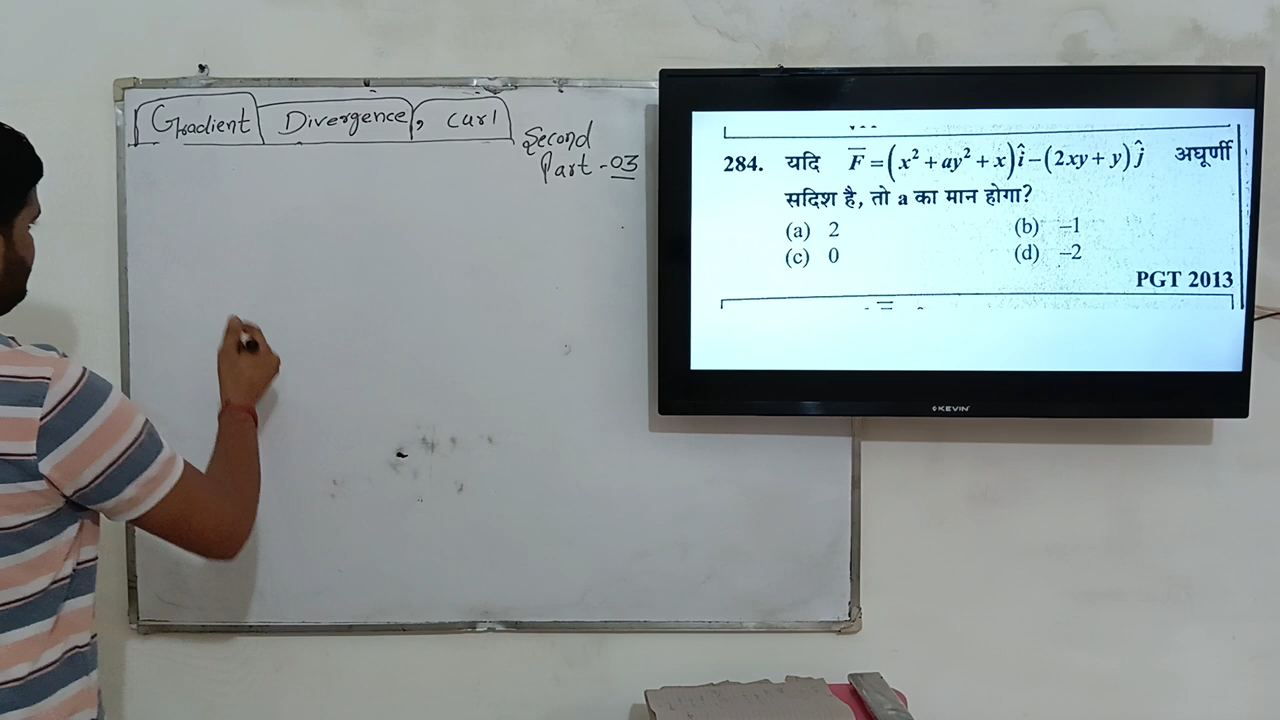 Gradient Divergence, curl
Second
Part - 03
284. यदि F̅ = (x² + ay² + x)î − (2xy + y)ĵ अघूर्णी
सदिश है, तो a का मान होगा?
(a) 2 (b) −1
(c) 0 (d) −2
PGT 2013
KEVIN